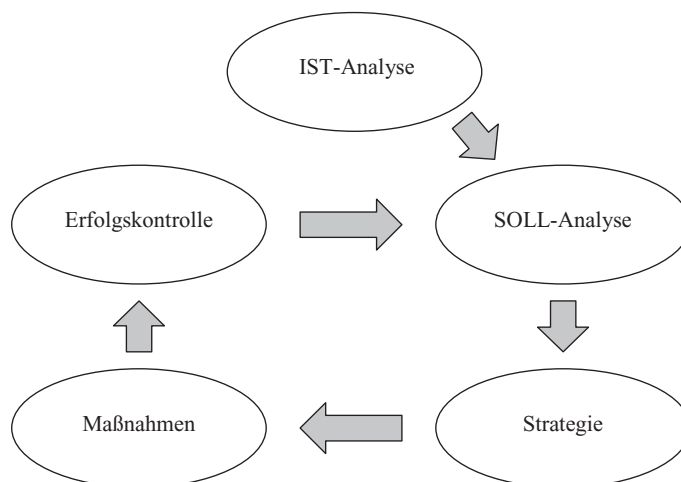 IST-Analyse
Erfolgskontrolle
SOLL-Analyse
Maßnahmen
Strategie